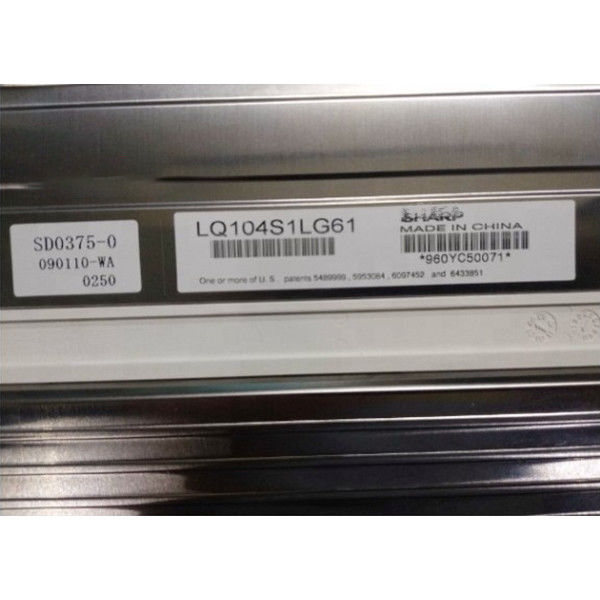 SD0375-0
090110-WA
0250
LQ104S1LG61
SHARP
MADE IN CHINA
*960YC50071*
One or more of U.S. patents 5489999, 5953084, 6097452 and 6433851